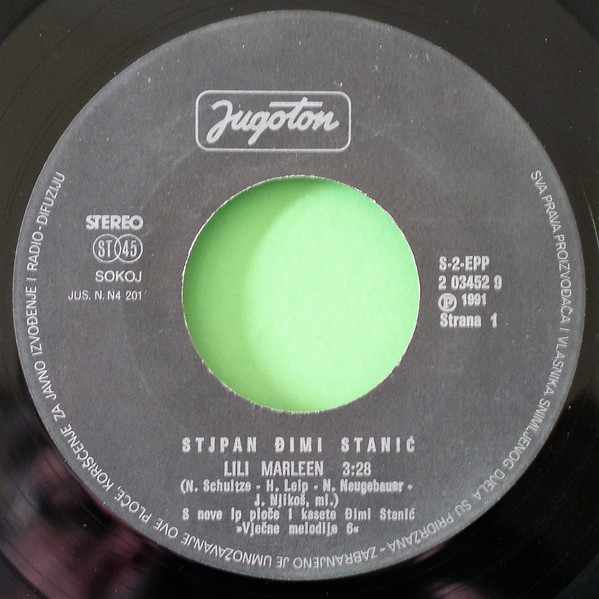 Jugoton
STEREO
ST 45
SOKOJ
JUS. N. N4 201
S-2-EPP
2 03452 9
Ⓟ 1991
Strana 1
STJPAN ĐIMI STANIĆ
LILI MARLEEN 3:28
(N. Schultze - H. Leip - N. Neugebauer -
J. Mjikoš, ml.)
S nove lp ploče i kasete Đimi Stanić
»Vječne melodije 6«
SVA PRAVA PROIZVOĐAČA I VLASNIKA SNIMLJENOG DJELA SU PRIDRŽANA - ZABRANJENO JE UMNOŽAVANJE OVE PLOČE, KORIŠĆENJE ZA JAVNO IZVOĐENJE I RADIO-DIFUZIJU